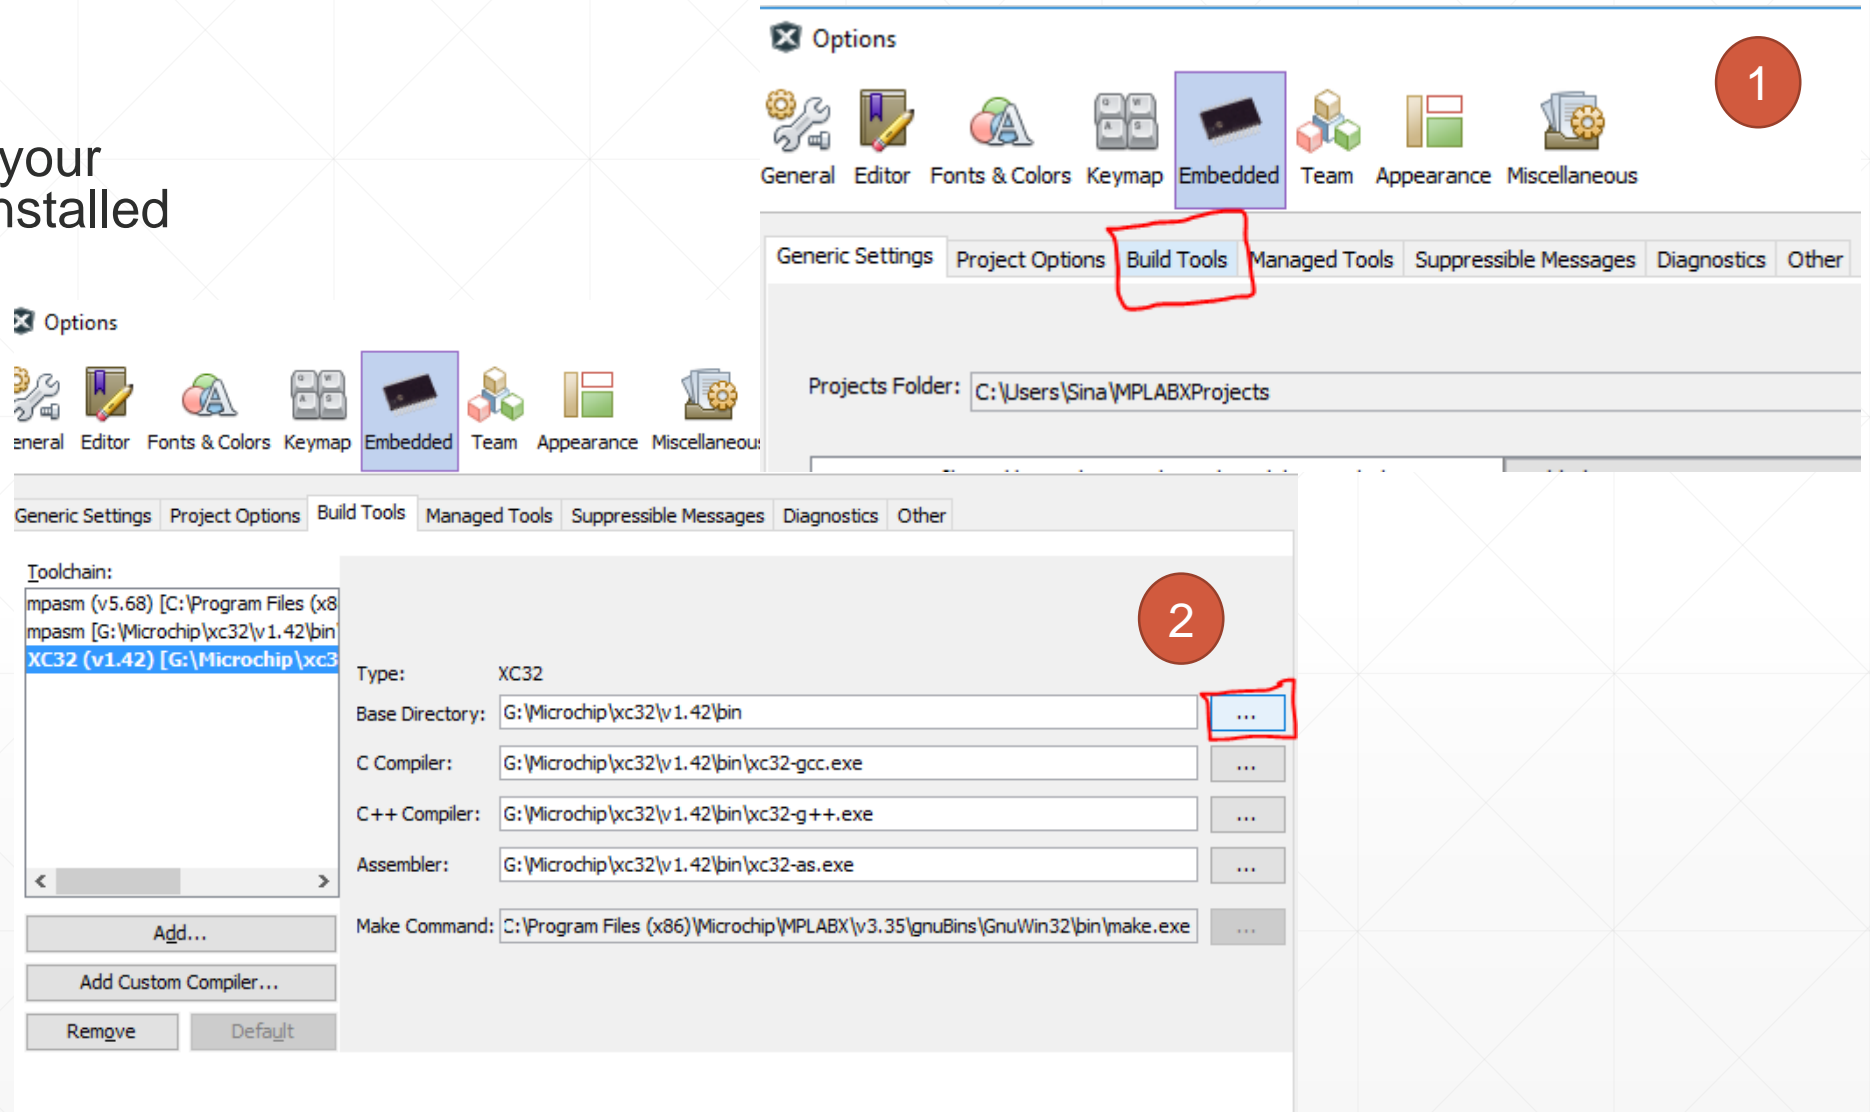 your
nstalled
Options
1
General Editor Fonts & Colors Keymap Embedded Team Appearance Miscellaneous
Generic Settings Project Options Build Tools Managed Tools Suppressible Messages Diagnostics Other
Projects Folder: C:\Users\Sina\MPLABXProjects
Options
eneral Editor Fonts & Colors Keymap Embedded Team Appearance Miscellaneou
Generic Settings Project Options Build Tools Managed Tools Suppressible Messages Diagnostics Other
Toolchain:
mpasm (v5.68) [C:\Program Files (x8
mpasm [G:\Microchip\xc32\v1.42\bin
XC32 (v1.42) [G:\Microchip\xc3
2
Type: XC32
Base Directory: G:\Microchip\xc32\v1.42\bin ...
C Compiler: G:\Microchip\xc32\v1.42\bin\xc32-gcc.exe ...
C++ Compiler: G:\Microchip\xc32\v1.42\bin\xc32-g++.exe ...
Assembler: G:\Microchip\xc32\v1.42\bin\xc32-as.exe ...
Make Command: C:\Program Files (x86)\Microchip\MPLABX\v3.35\gnuBins\GnuWin32\bin\make.exe ...
Add...
Add Custom Compiler...
Remove Default